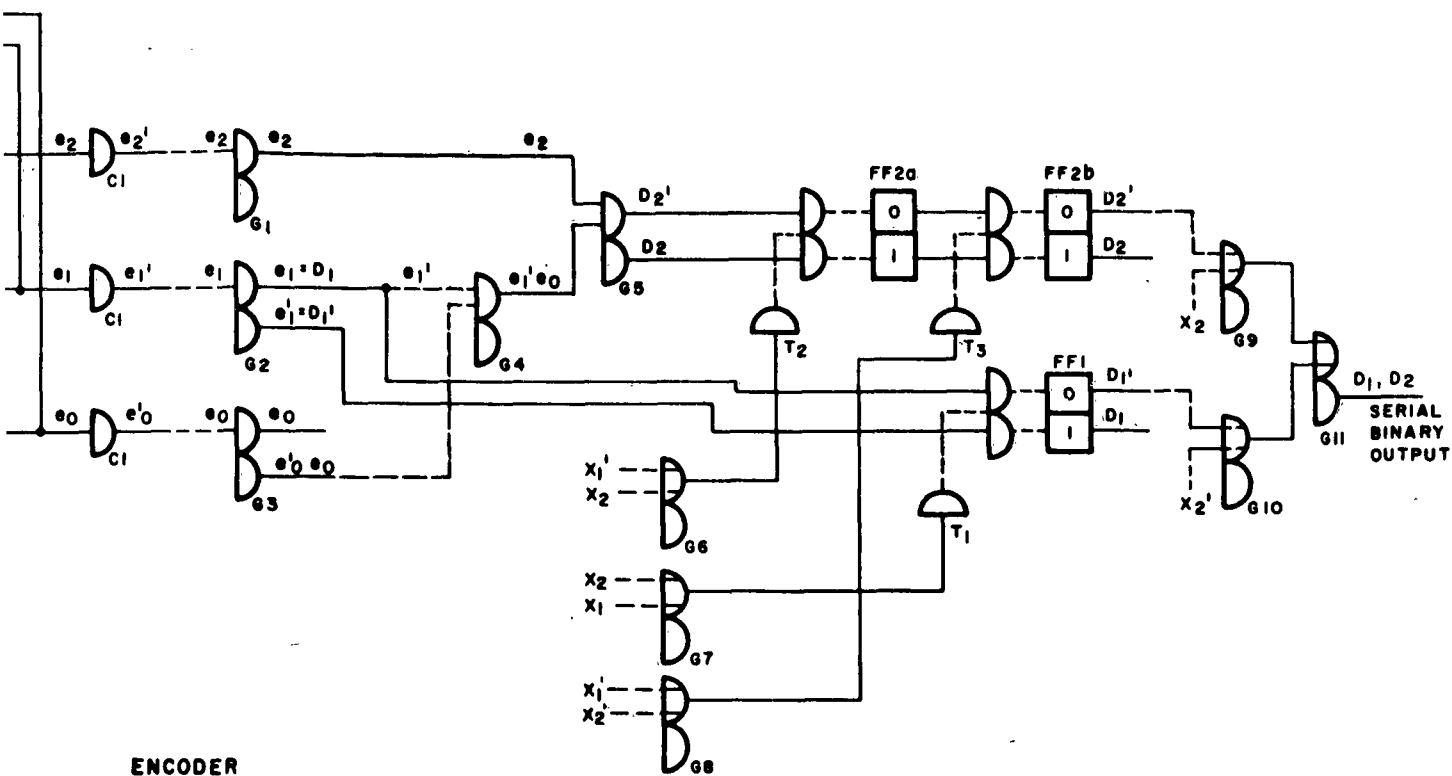 e2 e2' e2 e2 e2
C1
G1
FF2a FF2b
D2' 0 0 D2'
D2 1 1 D2
G5
X2
G9
e1 e1' e1 e1=D1 e1' e1'e0
C1
e1'=D1'
G2
G4
T2 T3
FF1
0 D1'
1 D1
D1, D2
SERIAL
BINARY
OUTPUT
G11
e0 e'0 e0 e0
C1
e'0 e0
G3
X1'
X2
G6
T1
X2'
G10
X2
X1
G7
X1'
X2'
G8
ENCODER